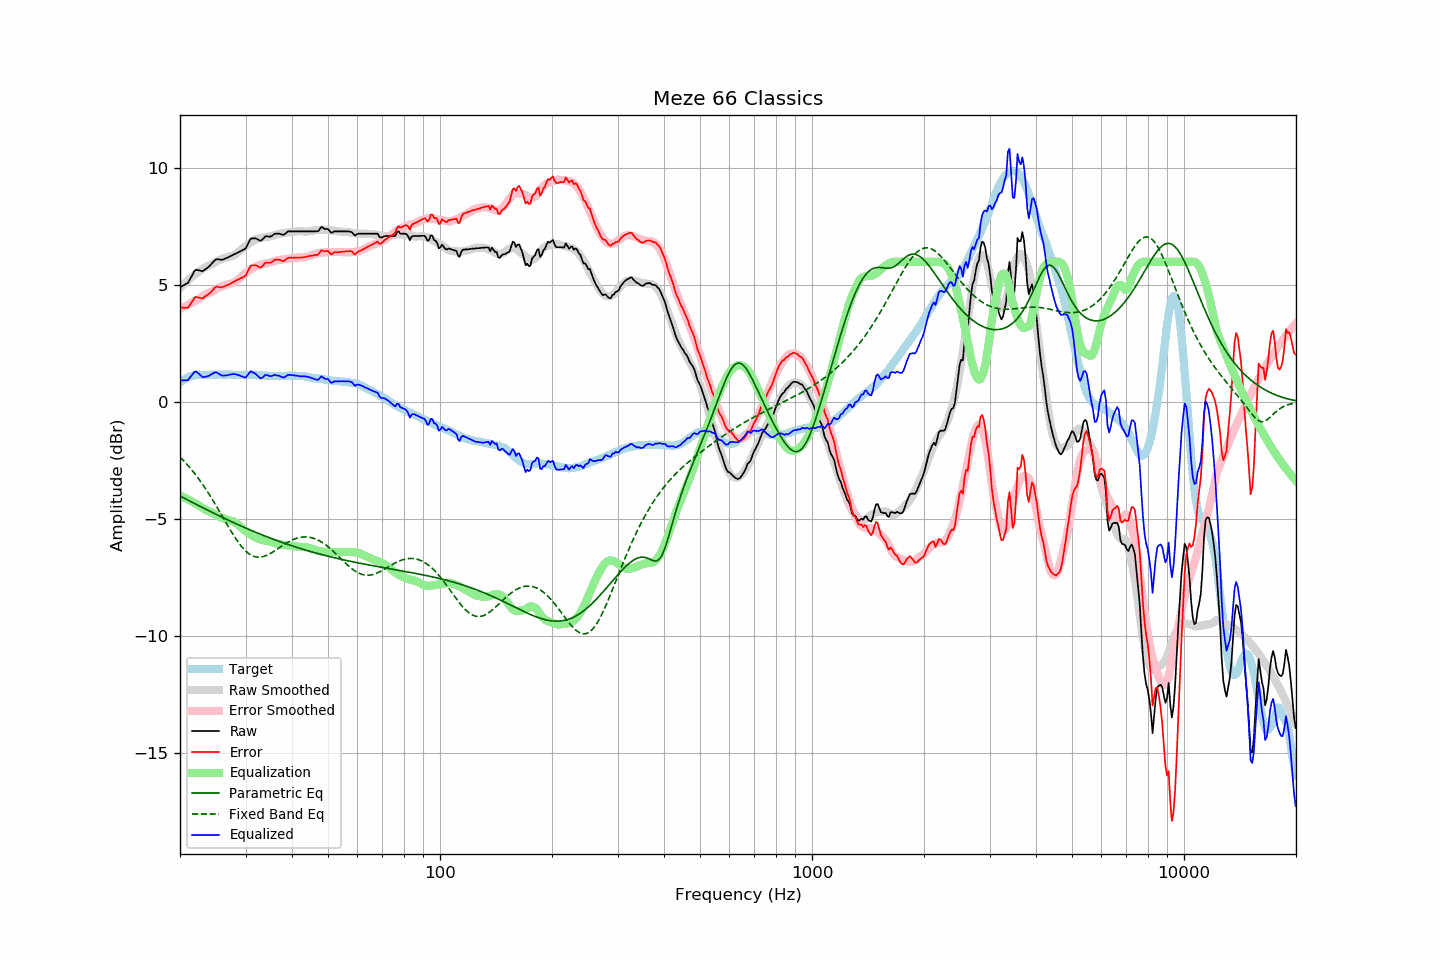 Meze 66 Classics
Amplitude (dBr)
10
5
0
−5
−10
−15
Target
Raw Smoothed
Error Smoothed
Raw
Error
Equalization
Parametric Eq
Fixed Band Eq
Equalized
100
1000
10000
Frequency (Hz)